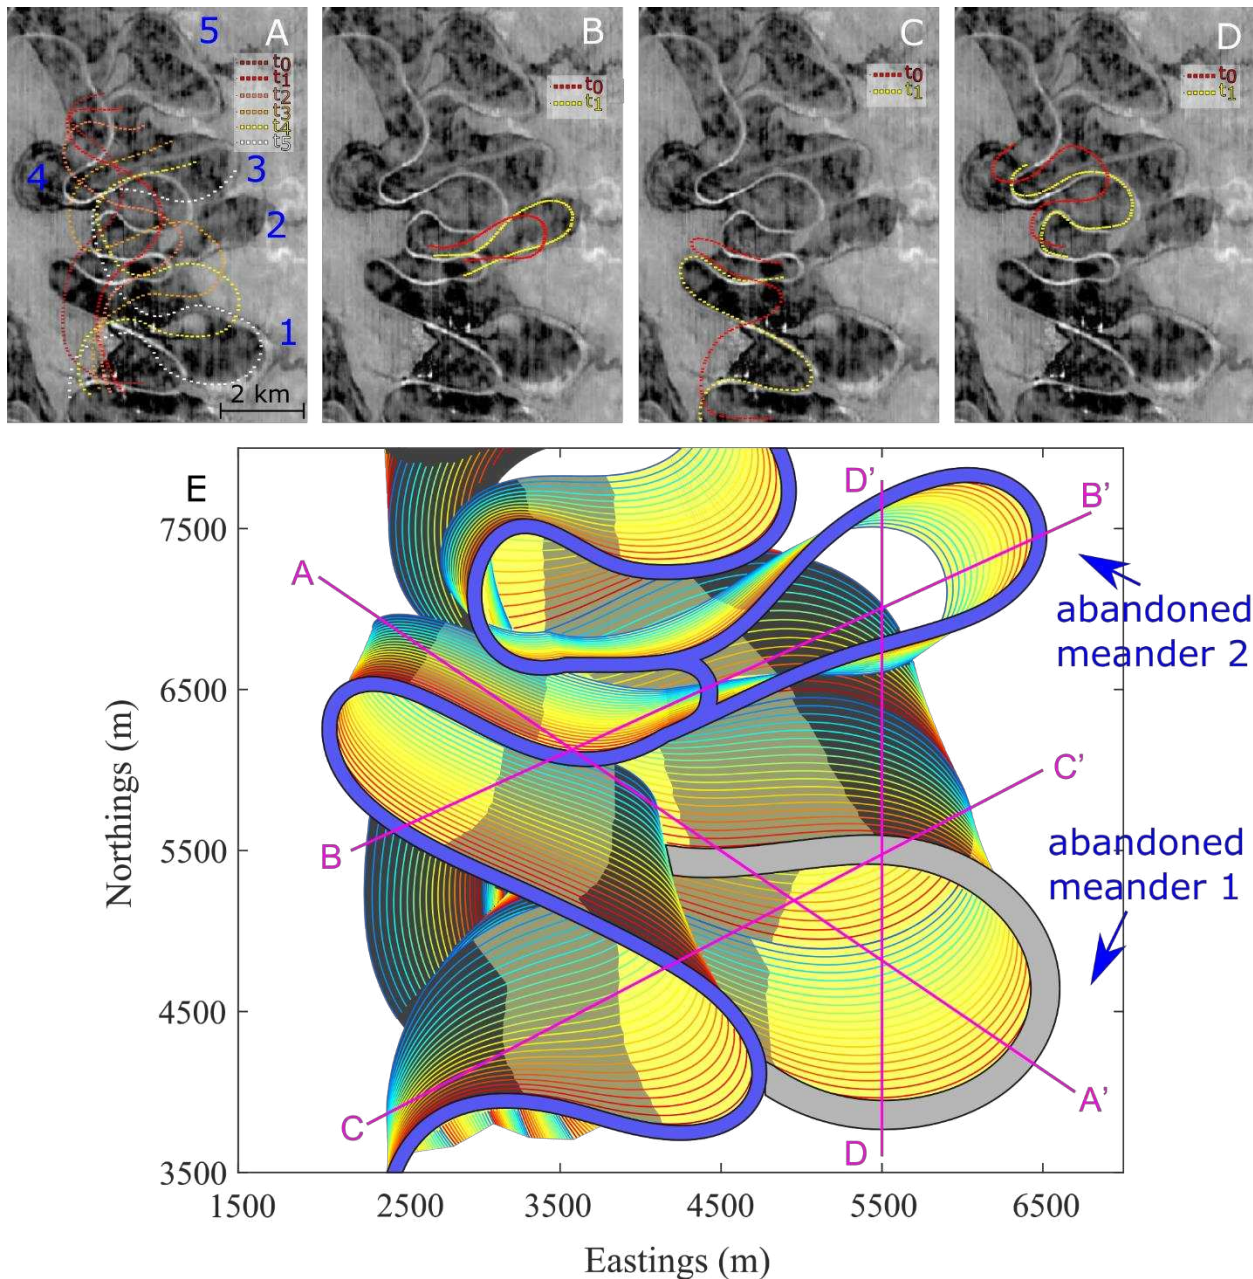 5 A
t0
t1
t2
t3
t4
t5
4
3
2
1
2 km
B
t0
t1
C
t0
t1
D
t0
t1
E
D'
B'
A
abandoned
meander 2
C'
B
abandoned
meander 1
C
D
A'
7500
6500
5500
4500
3500
Northings (m)
1500 2500 3500 4500 5500 6500
Eastings (m)